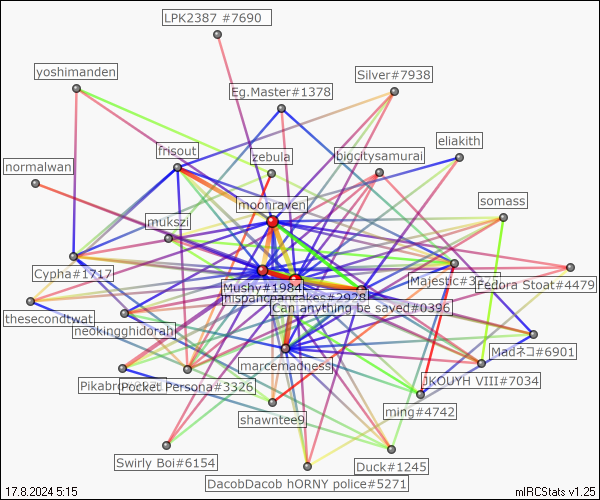 LPK2387 #7690
yoshimanden
Silver#7938
Eg.Master#1378
eliakith
frisout
zebula
bigcitysamurai
normalwan
somass
moonraven
mukszi
Cypha#1717
Majestic#
Fedora Stoat#4479
Mushy#1984
hispanchancakes#2928
Can anything be saved#0396
thesecondtwat
neckingghidorah
Madネコ#6901
marcemadness
Pikabro
Pocket Persona#3326
JKOUYH VIII#7034
ming#4742
shawntee9
Swirly Boi#6154
Duck#1245
DacobDacob hORNY police#5271
17.8.2024 5:15
mIRCStats v1.25